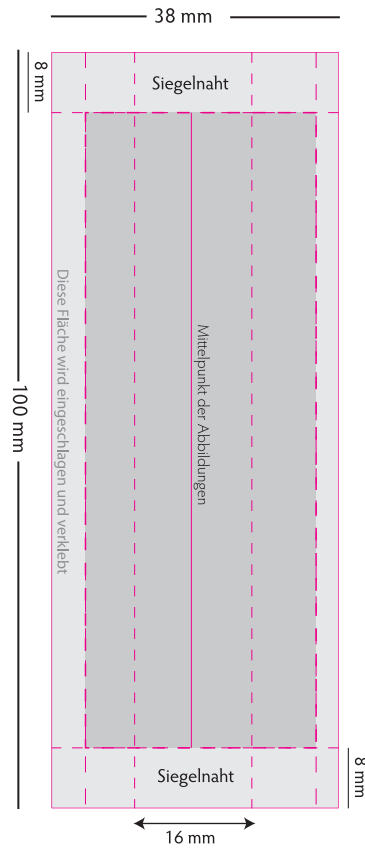 38 mm
8 mm
Siegelnaht
Diese Fläche wird eingeschlagen und verklebt
Mittelpunkt der Abbildungen
100 mm
Siegelnaht
8 mm
16 mm